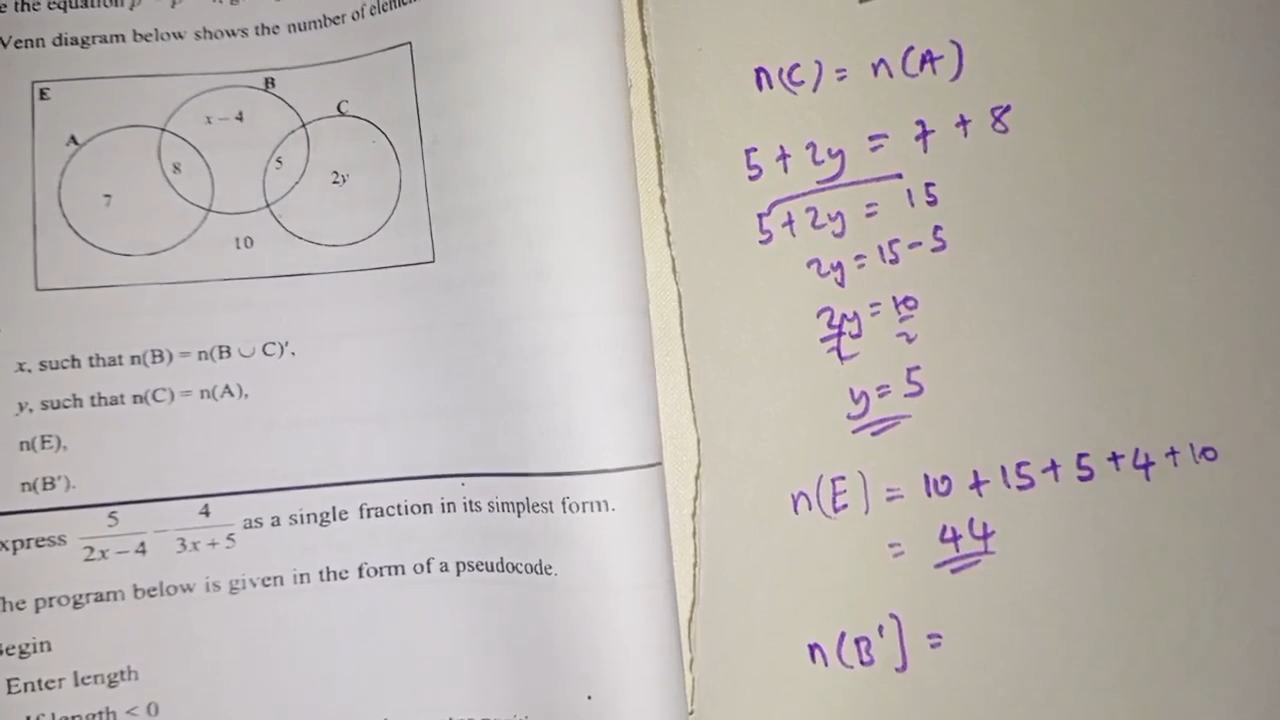 e the equation
Venn diagram below shows the number of
E
B
C
A
x – 4
8
5
7
2y
10
x, such that n(B) = n(B ∪ C)′,
y, such that n(C) = n(A),
n(E),
n(B′).
xpress 5/(2x – 4) – 4/(3x + 5) as a single fraction in its simplest form.
he program below is given in the form of a pseudocode.
egin
Enter length
If length < 0
n(C) = n(A)
5 + 2y = 7 + 8
5 + 2y = 15
2y = 15 - 5
2y/2 = 10/2
y = 5
n(E) = 10 + 15 + 5 + 4 + 10
= 44
n(B'] =